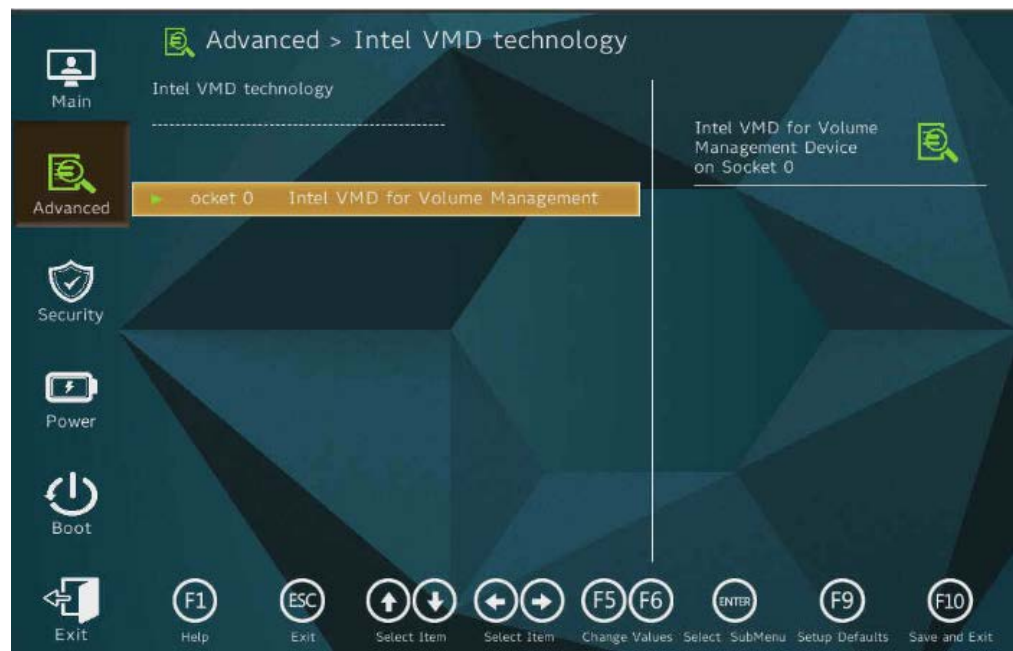 Advanced > Intel VMD technology
Main
Intel VMD technology
--------------------------------------------
Intel VMD for Volume
Management Device
on Socket 0
Advanced
ocket 0 Intel VMD for Volume Management
Security
Power
Boot
Exit
F1 ESC F5 F6 ENTER F9 F10
Help Exit Select Item Select Item Change Values Select SubMenu Setup Defaults Save and Exit